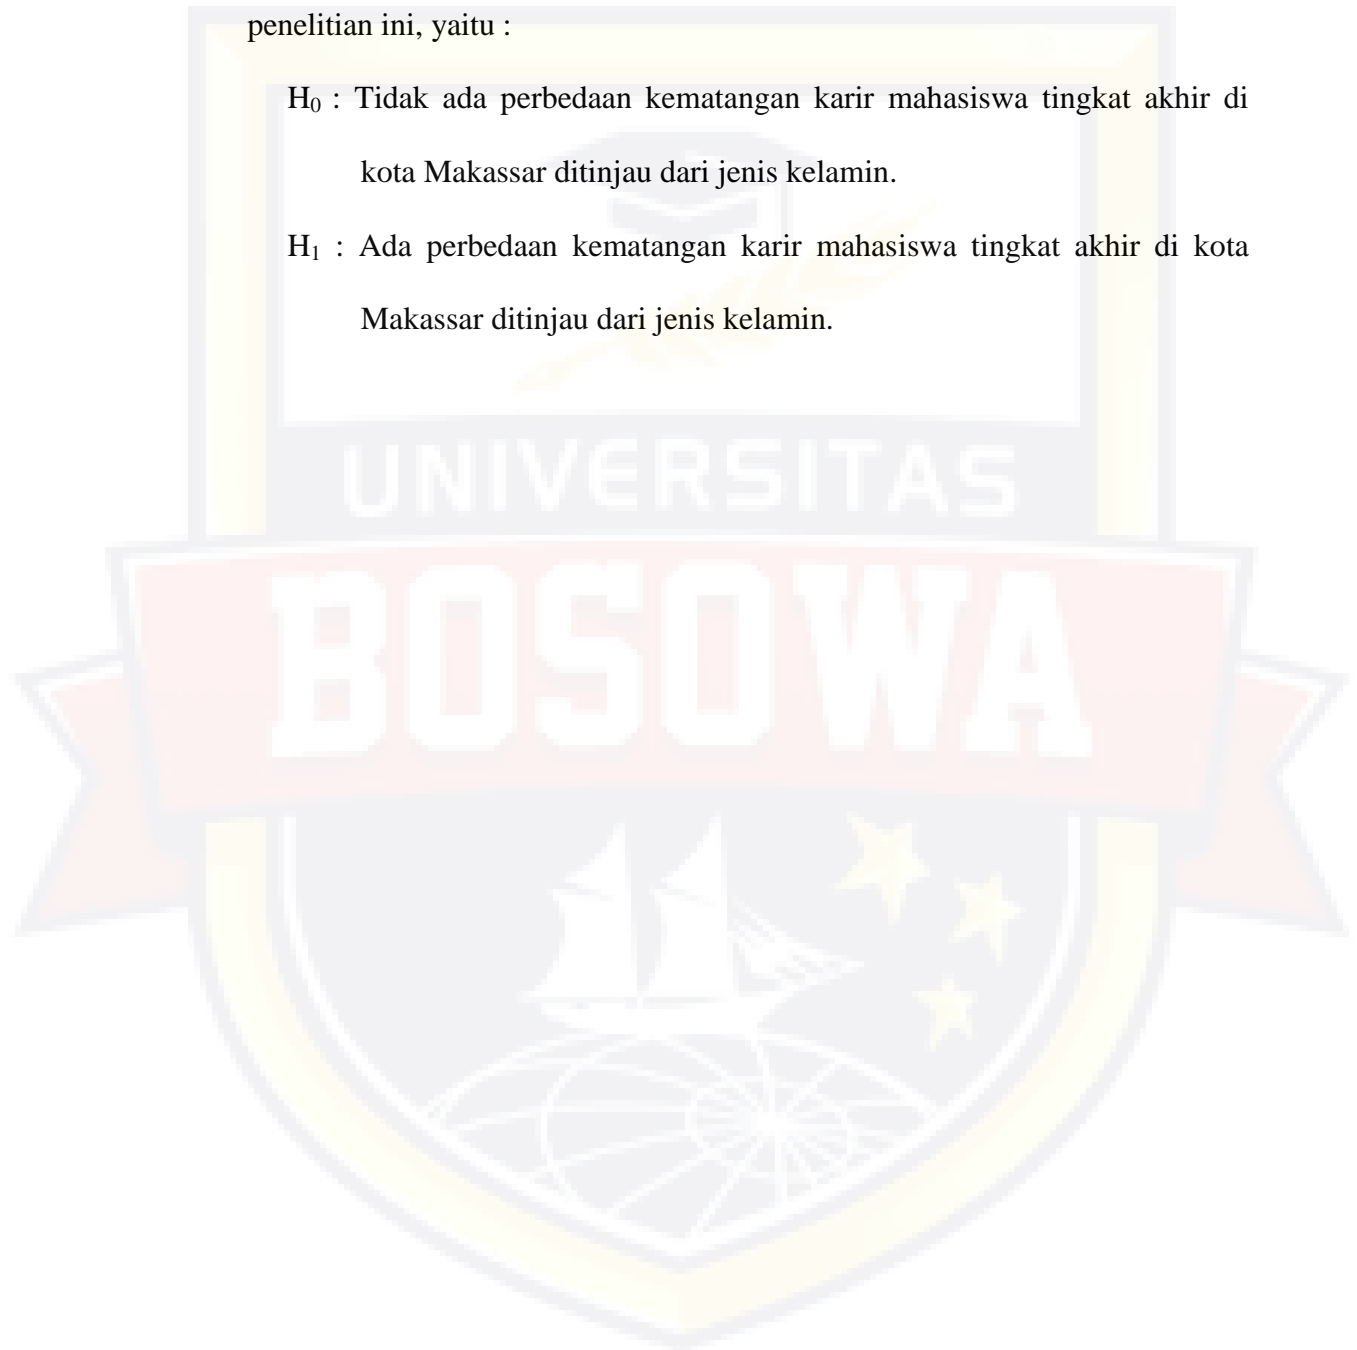 penelitian ini, yaitu :
H₀ : Tidak ada perbedaan kematangan karir mahasiswa tingkat akhir di
kota Makassar ditinjau dari jenis kelamin.
H₁ : Ada perbedaan kematangan karir mahasiswa tingkat akhir di kota
Makassar ditinjau dari jenis kelamin.
UNIVERSITAS
BOSOWA